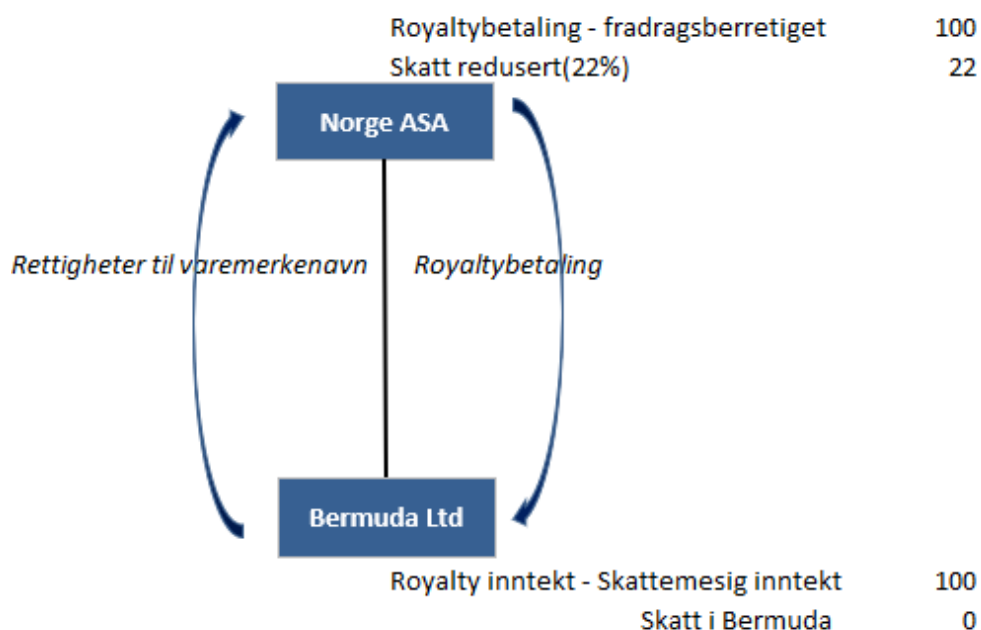 Royaltybetaling - fradragsberretiget 100
Skatt redusert(22%) 22
Norge ASA
Rettigheter til varemerkenavn Royaltybetaling
Bermuda Ltd
Royalty inntekt - Skattemesig inntekt 100
Skatt i Bermuda 0